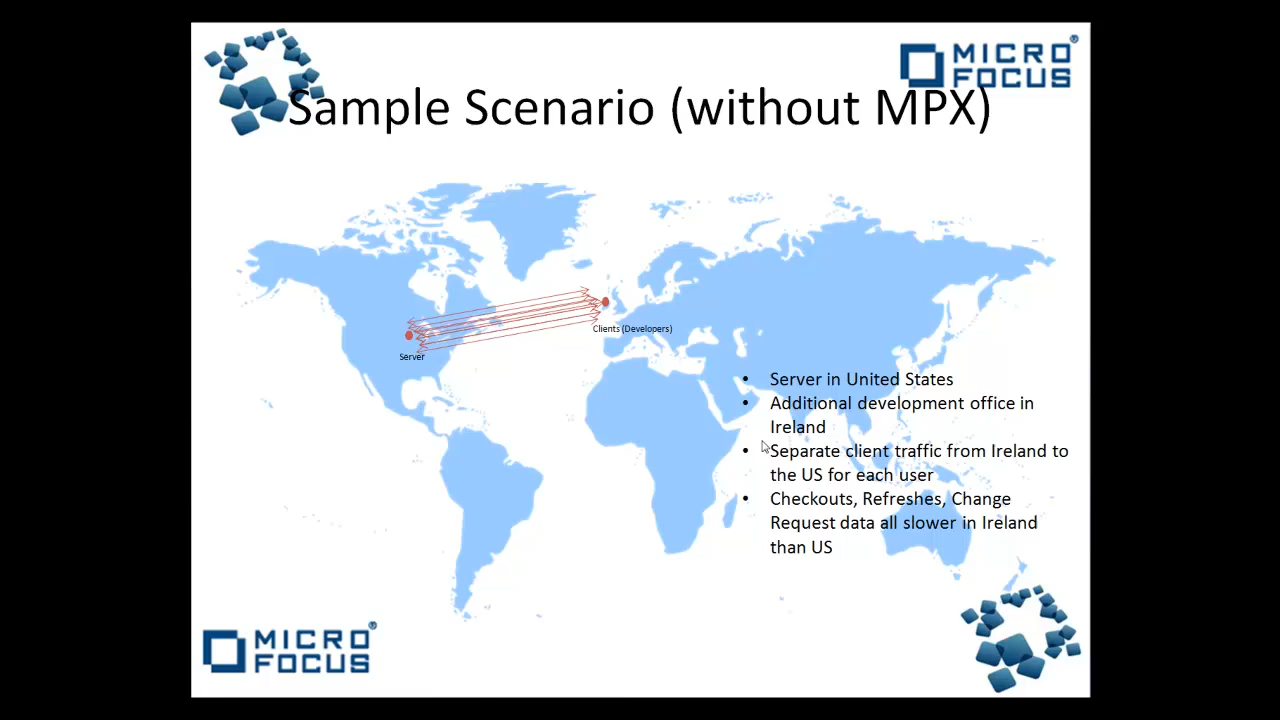 MICRO
FOCUS®
Sample Scenario (without MPX)
Clients (Developers)
Server
• Server in United States
• Additional development office in
Ireland
• Separate client traffic from Ireland to
the US for each user
• Checkouts, Refreshes, Change
Request data all slower in Ireland
than US
MICRO
FOCUS®